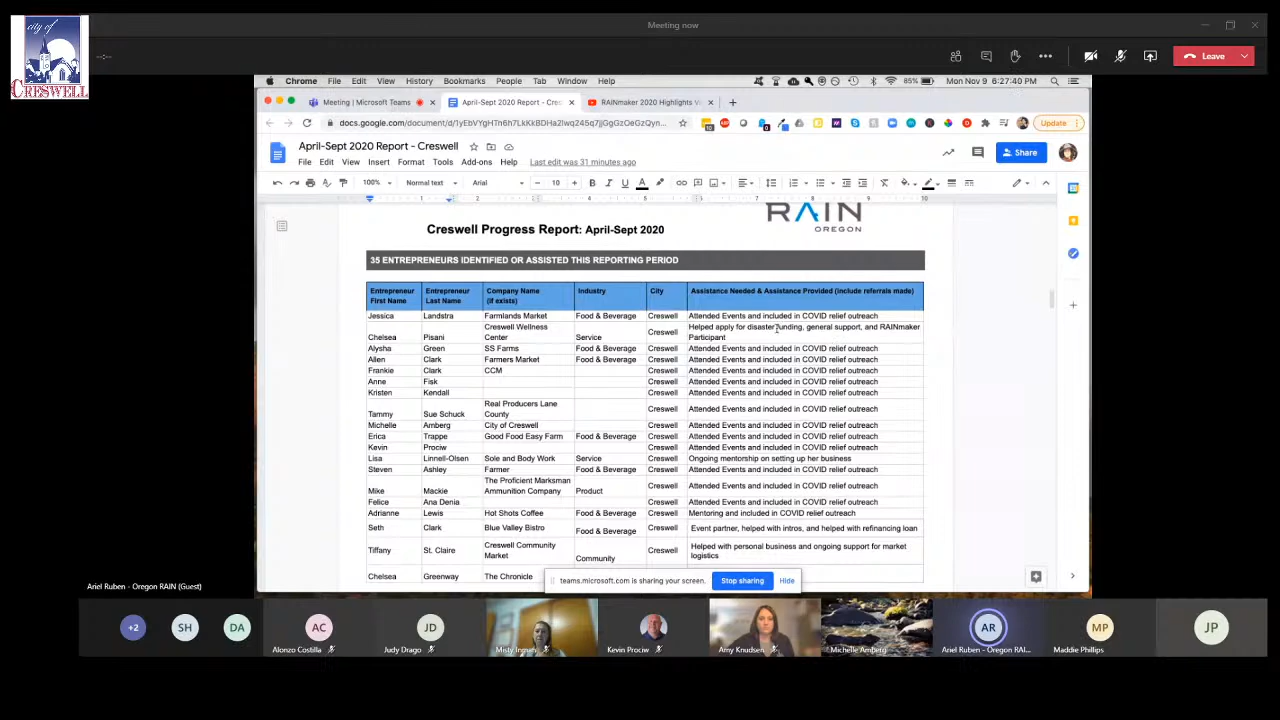 city of
CRESWELL
Meeting now
Leave
Chrome File Edit View History Bookmarks People Tab Window Help
85% Mon Nov 9 6:27:40 PM
Meeting | Microsoft Teams
April-Sept 2020 Report - Cres
RAINmaker 2020 Highlights V
docs.google.com/document/d/
Update
April-Sept 2020 Report - Creswell
File Edit View Insert Format Tools Add-ons Help
Last edit was 31 minutes ago
Share
100% Normal text Arial 10
RAIN
OREGON
Creswell Progress Report: April-Sept 2020
35 ENTREPRENEURS IDENTIFIED OR ASSISTED THIS REPORTING PERIOD
Entrepreneur First Name Entrepreneur Last Name Company Name (if exists) Industry City Assistance Needed & Assistance Provided (include referrals made)
Jessica Landstra Farmlands Market Food & Beverage Creswell Attended Events and included in COVID relief outreach
Chelsea Pisani Creswell Wellness Center Service Creswell Helped apply for disaster funding, general support, and RAINmaker Participant
Alysha Green SS Farms Food & Beverage Creswell Attended Events and included in COVID relief outreach
Allen Clark Farmers Market Food & Beverage Creswell Attended Events and included in COVID relief outreach
Frankie Clark CCM Creswell Attended Events and included in COVID relief outreach
Anne Fisk Creswell Attended Events and included in COVID relief outreach
Kristen Kendall Creswell Attended Events and included in COVID relief outreach
Tammy Sue Schuck Real Producers Lane County Creswell Attended Events and included in COVID relief outreach
Michelle Amberg City of Creswell Creswell Attended Events and included in COVID relief outreach
Erica Trappe Good Food Easy Farm Food & Beverage Creswell Attended Events and included in COVID relief outreach
Kevin Prociw Creswell Attended Events and included in COVID relief outreach
Lisa Linnell-Olsen Sole and Body Work Service Creswell Ongoing mentorship on setting up her business
Steven Ashley Farmer Food & Beverage Creswell Attended Events and included in COVID relief outreach
Mike Mackie The Proficient Marksman Ammunition Company Product Creswell Attended Events and included in COVID relief outreach
Felice Ana Denia Creswell Attended Events and included in COVID relief outreach
Adrianne Lewis Hot Shots Coffee Food & Beverage Creswell Mentoring and included in COVID relief outreach
Seth Clark Blue Valley Bistro Food & Beverage Creswell Event partner, helped with intros, and helped with refinancing loan
Tiffany St. Claire Creswell Community Market Community Creswell Helped with personal business and ongoing support for market logistics
Chelsea Greenway The Chronicle
teams.microsoft.com is sharing your screen. Stop sharing Hide
Ariel Ruben - Oregon RAIN (Guest)
+2 SH DA AC JD AR MP JP
Alonzo Costilla Judy Drago Misty Inman Kevin Prociw Amy Knudsen Michelle Amberg Ariel Ruben - Oregon RAI... Maddie Phillips